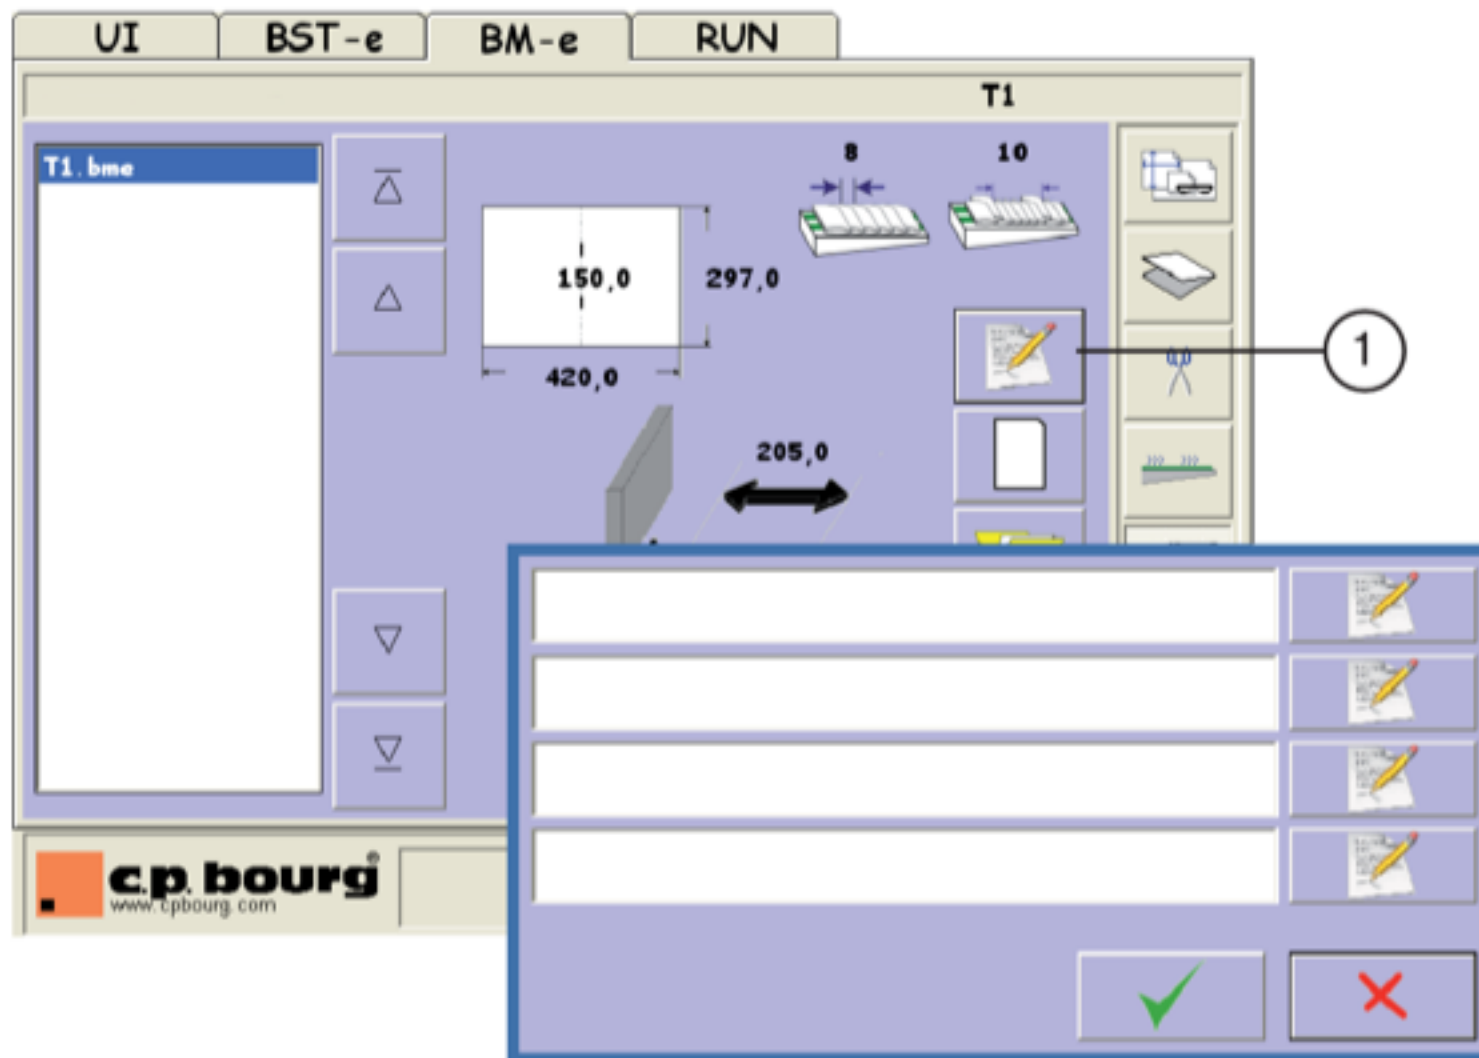 UI BST-e BM-e RUN
T1
T1.bme
8 10
150,0
297,0
420,0
1
205,0
c.p. bourg®
www.cpbourg.com